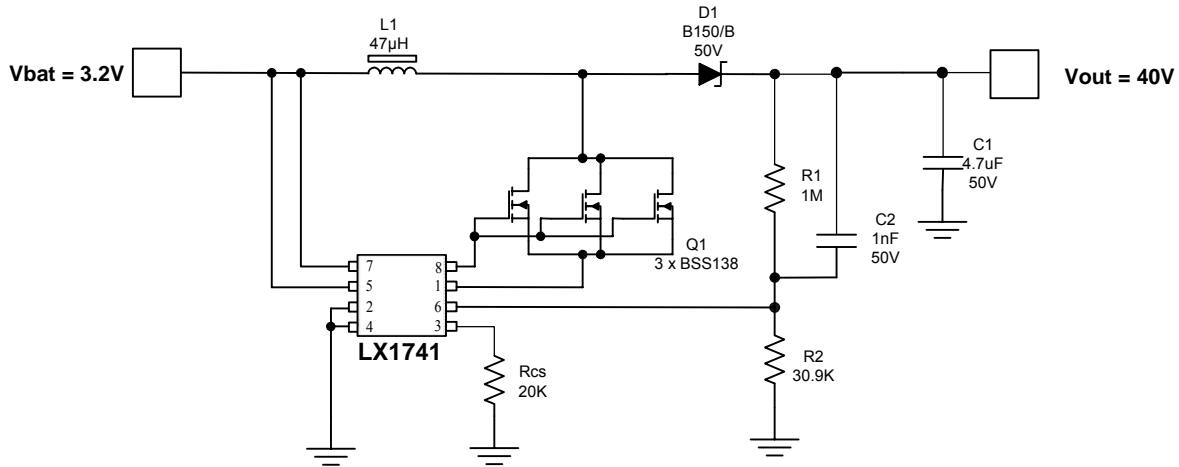 L1
47µH
D1
B150/B
50V
Vbat = 3.2V
Vout = 40V
C1
4.7uF
50V
R1
1M
C2
1nF
50V
Q1
3 x BSS138
7
8
5
1
2
6
4
3
LX1741
Rcs
20K
R2
30.9K